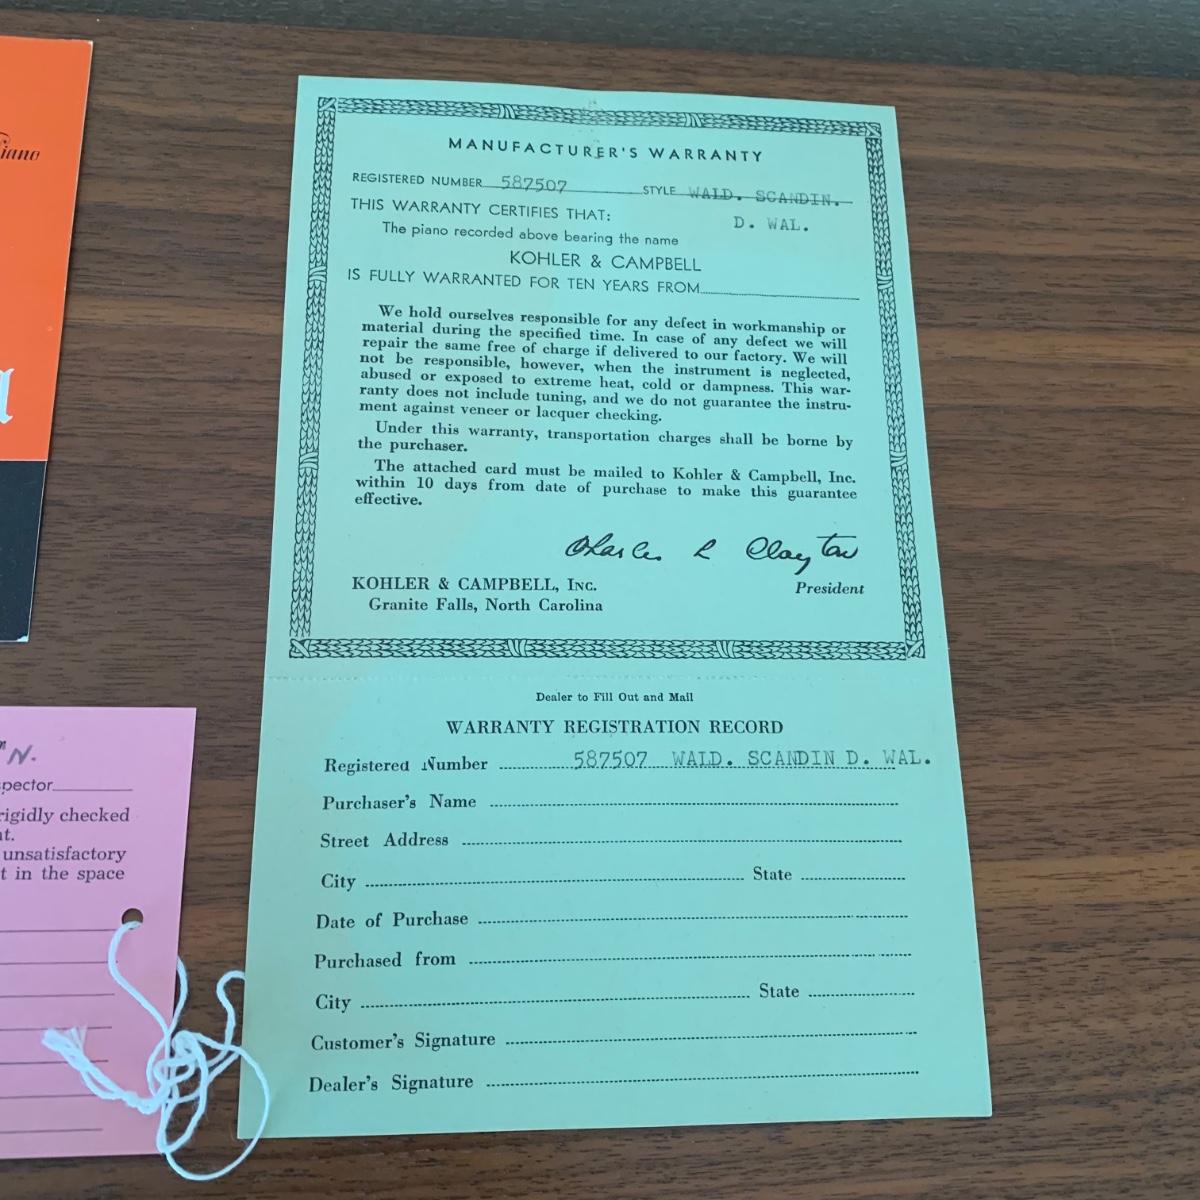 MANUFACTURER'S WARRANTY
REGISTERED NUMBER 587507 STYLE WALD. SCANDIN.
D. WAL.
THIS WARRANTY CERTIFIES THAT:
The piano recorded above bearing the name
KOHLER & CAMPBELL
IS FULLY WARRANTED FOR TEN YEARS FROM
We hold ourselves responsible for any defect in workmanship or
material during the specified time. In case of any defect we will
repair the same free of charge if delivered to our factory. We will
not be responsible, however, when the instrument is neglected,
abused or exposed to extreme heat, cold or dampness. This war-
ranty does not include tuning, and we do not guarantee the instru-
ment against veneer or lacquer checking.
Under this warranty, transportation charges shall be borne by
the purchaser.
The attached card must be mailed to Kohler & Campbell, Inc.
within 10 days from date of purchase to make this guarantee
effective.
Charles R Clayton
President
KOHLER & CAMPBELL, INC.
Granite Falls, North Carolina
Dealer to Fill Out and Mail
WARRANTY REGISTRATION RECORD
Registered Number 587507 WALD. SCANDIN D. WAL.
Purchaser's Name
Street Address
City State
Date of Purchase
Purchased from
City State
Customer's Signature
Dealer's Signature
iano
N.
pector
rigidly checked
t.
unsatisfactory
t in the space